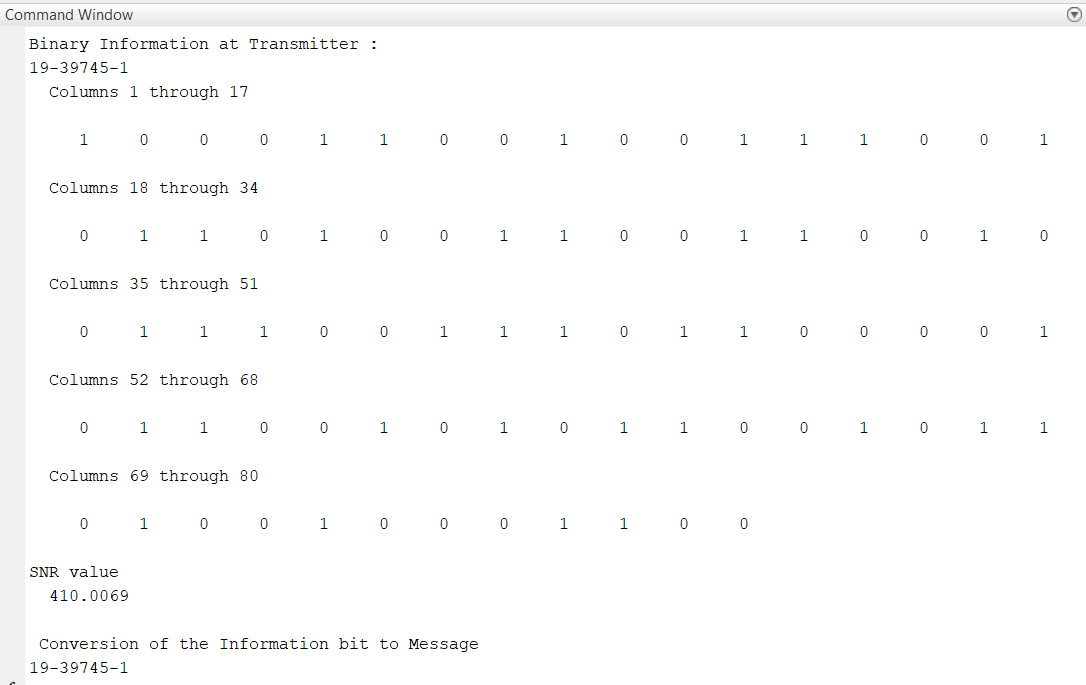 Command Window
Binary Information at Transmitter :
19-39745-1
Columns 1 through 17
1 0 0 0 1 1 0 0 1 0 0 1 1 1 0 0 1
Columns 18 through 34
0 1 1 0 1 0 0 1 1 0 0 1 1 0 0 1 0
Columns 35 through 51
0 1 1 1 0 0 1 1 1 0 1 1 0 0 0 0 1
Columns 52 through 68
0 1 1 0 0 1 0 1 0 1 1 0 0 1 0 1 1
Columns 69 through 80
0 1 0 0 1 0 0 0 1 1 0 0
SNR value
410.0069
Conversion of the Information bit to Message
19-39745-1